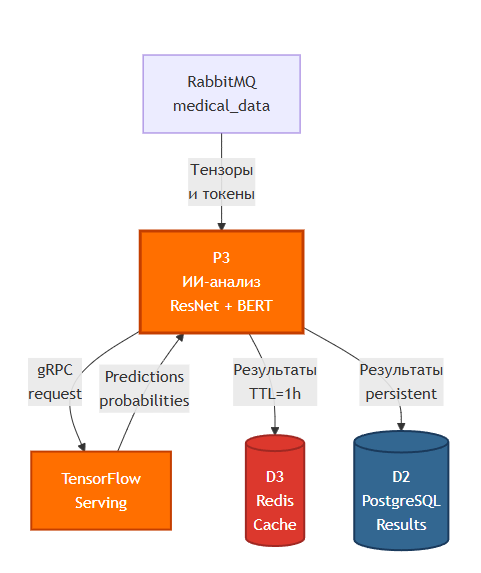 RabbitMQ
medical_data
Тензоры
и токены
P3
ИИ-анализ
ResNet + BERT
gRPC
request
Predictions
probabilities
Результаты
TTL=1h
Результаты
persistent
TensorFlow
Serving
D3
Redis
Cache
D2
PostgreSQL
Results